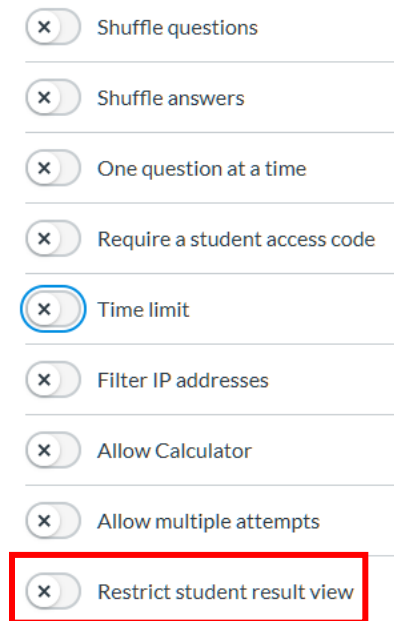 Shuffle questions
Shuffle answers
One question at a time
Require a student access code
Time limit
Filter IP addresses
Allow Calculator
Allow multiple attempts
Restrict student result view